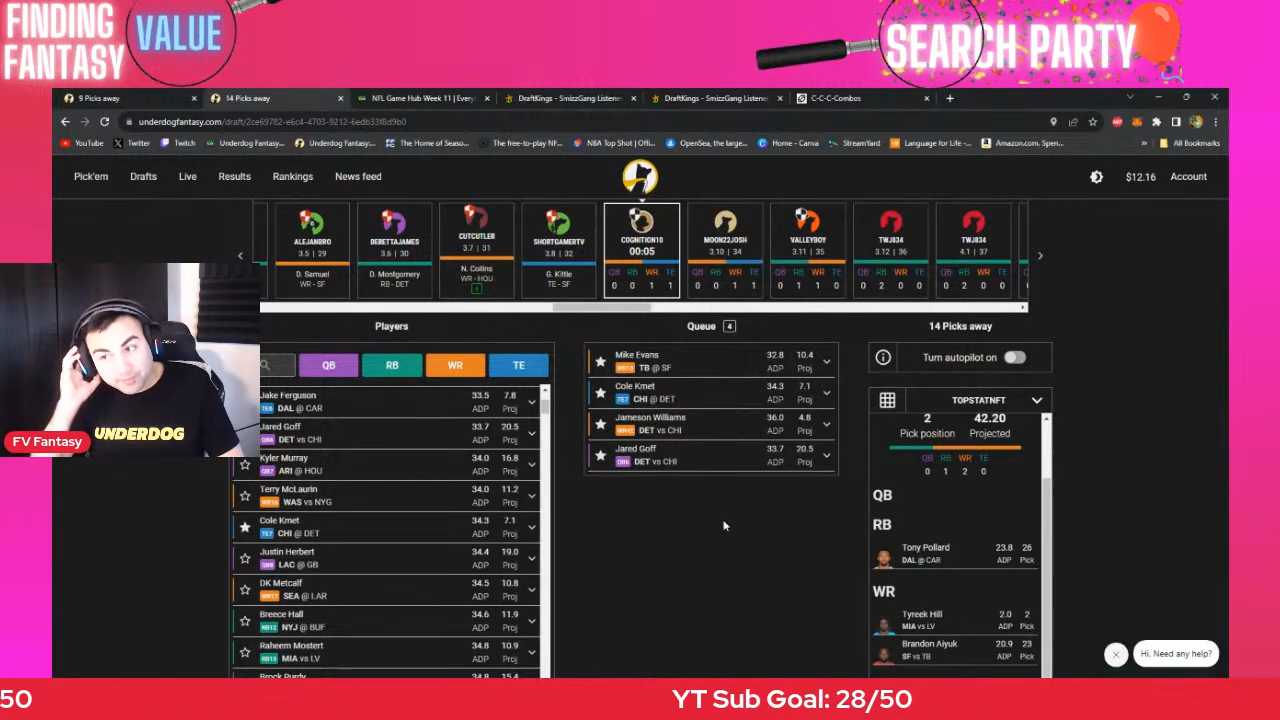 FINDING
FANTASY
VALUE
SEARCH PARTY
9 Picks away
14 Picks away
NFL Game Hub Week 11 | Every
DraftKings - SmizzGang Listene
DraftKings - SmizzGang Listene
C-C-C-Combos
underdogfantasy.com/draft/2ce69782-e6c4-4703-9212-6edb33f8d9b0
YouTube
Twitter
Twitch
Underdog Fantasy...
Underdog Fantasy:...
The Home of Seaso...
The free-to-play NF...
NBA Top Shot | Offi...
OpenSea, the large...
Home - Canva
StreamYard
Language for Life -...
Amazon.com. Spen...
All Bookmarks
Pick'em
Drafts
Live
Results
Rankings
News feed
$12.16
Account
ALEJANBRO
3.5 | 29
D. Samuel
WR - SF
BERETTAJAMES
3.6 | 30
D. Montgomery
RB - DET
CUTCUTLER
3.7 | 31
N. Collins
WR - HOU
SHORTGAMERTV
3.8 | 32
G. Kittle
TE - SF
COGNITION10
00:05
QB RB WR TE
0 0 1 1
MOON22JOSH
3.10 | 34
QB RB WR TE
0 0 1 1
VALLEYBOY
3.11 | 35
QB RB WR TE
0 1 1 0
TWJ834
3.12 | 36
QB RB WR TE
0 2 0 0
TWJ834
4.1 | 37
QB RB WR TE
0 2 0 0
Players
QB
RB
WR
TE
Jake Ferguson
DAL @ CAR
33.5 7.8
ADP Proj
Jared Goff
DET vs CHI
33.7 20.5
ADP Proj
Kyler Murray
ARI @ HOU
34.0 16.8
ADP Proj
Terry McLaurin
WAS vs NYG
34.0 11.2
ADP Proj
Cole Kmet
CHI @ DET
34.3 7.1
ADP Proj
Justin Herbert
LAC @ GB
34.4 19.0
ADP Proj
DK Metcalf
SEA @ LAR
34.5 10.8
ADP Proj
Breece Hall
NYJ @ BUF
34.6 11.9
ADP Proj
Raheem Mostert
MIA vs LV
34.8 10.9
ADP Proj
Brock Purdy
34.8 15.4
Queue 4
Mike Evans
TB @ SF
32.8 10.4
ADP Proj
Cole Kmet
CHI @ DET
34.3 7.1
ADP Proj
Jameson Williams
DET vs CHI
36.0 4.8
ADP Proj
Jared Goff
DET vs CHI
33.7 20.5
ADP Proj
14 Picks away
Turn autopilot on
TOPSTATNFT
2
Pick position
42.20
Projected
QB RB WR TE
0 1 2 0
QB
RB
Tony Pollard
DAL @ CAR
23.8 26
ADP Pick
WR
Tyreek Hill
MIA vs LV
2.0 2
ADP Pick
Brandon Aiyuk
SF vs TB
20.9 23
ADP Pick
Hi. Need any help?
UNDERDOG
FV Fantasy
50
YT Sub Goal: 28/50